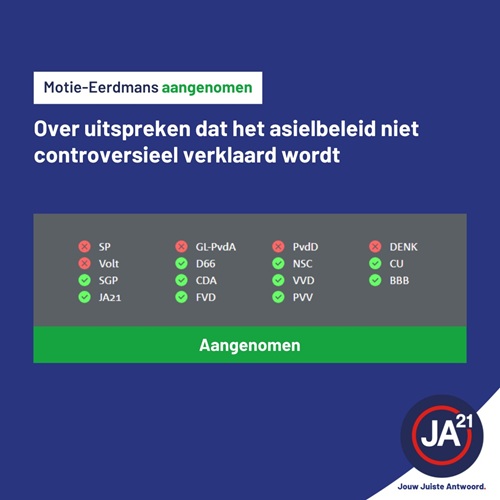 Motie-Eerdmans aangenomen
Over uitspreken dat het asielbeleid niet
controversieel verklaard wordt
SP GL-PvdA PvdD DENK
Volt D66 NSC CU
SGP CDA VVD BBB
JA21 FVD PVV
Aangenomen
JA21
Jouw Juiste Antwoord.